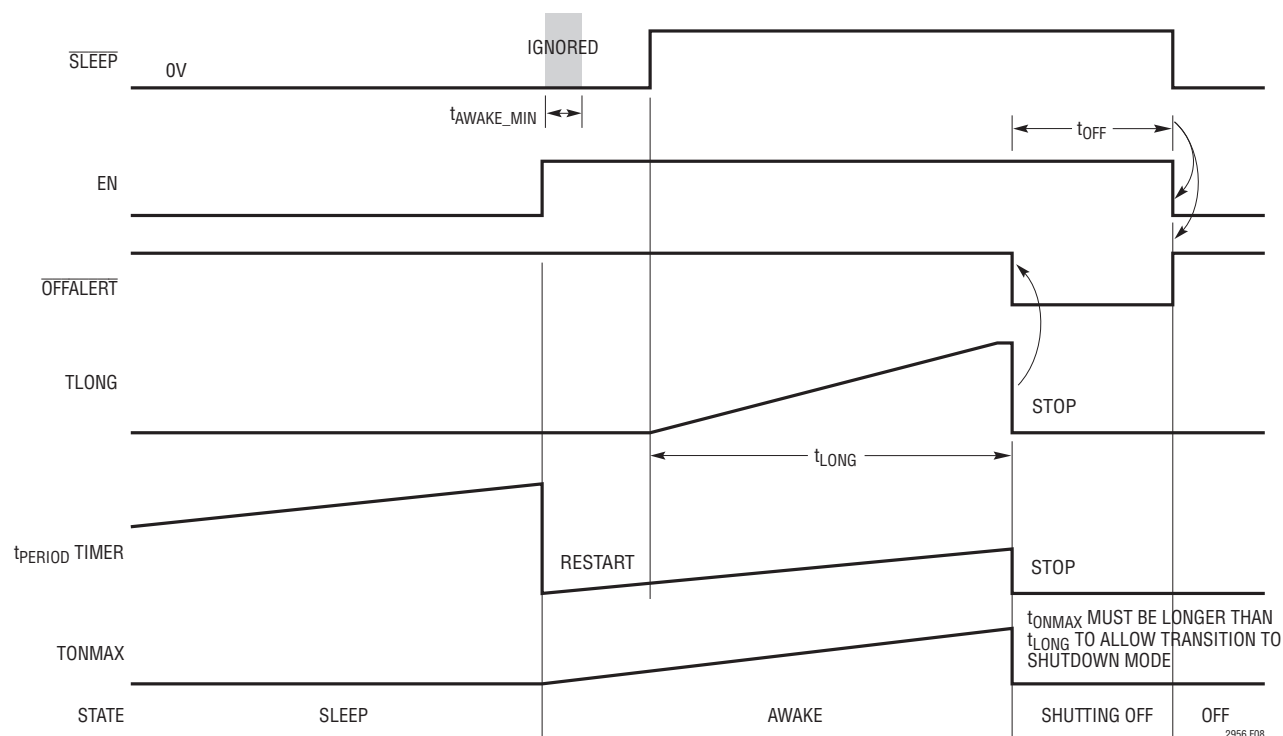 IGNORED
SLEEP
0V
tAWAKE_MIN
tOFF
EN
OFFALERT
TLONG
STOP
tLONG
tPERIOD TIMER
RESTART
STOP
tONMAX MUST BE LONGER THAN
tLONG TO ALLOW TRANSITION TO
SHUTDOWN MODE
TONMAX
STATE
SLEEP
AWAKE
SHUTTING OFF
OFF
2956 F08